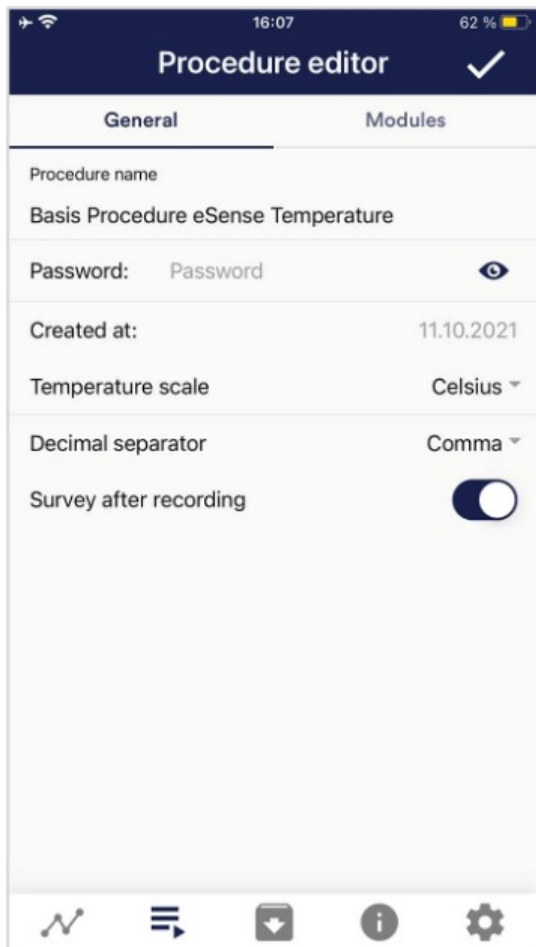 16:07
62 %
Procedure editor
General Modules
Procedure name
Basis Procedure eSense Temperature
Password: Password
Created at: 11.10.2021
Temperature scale Celsius
Decimal separator Comma
Survey after recording